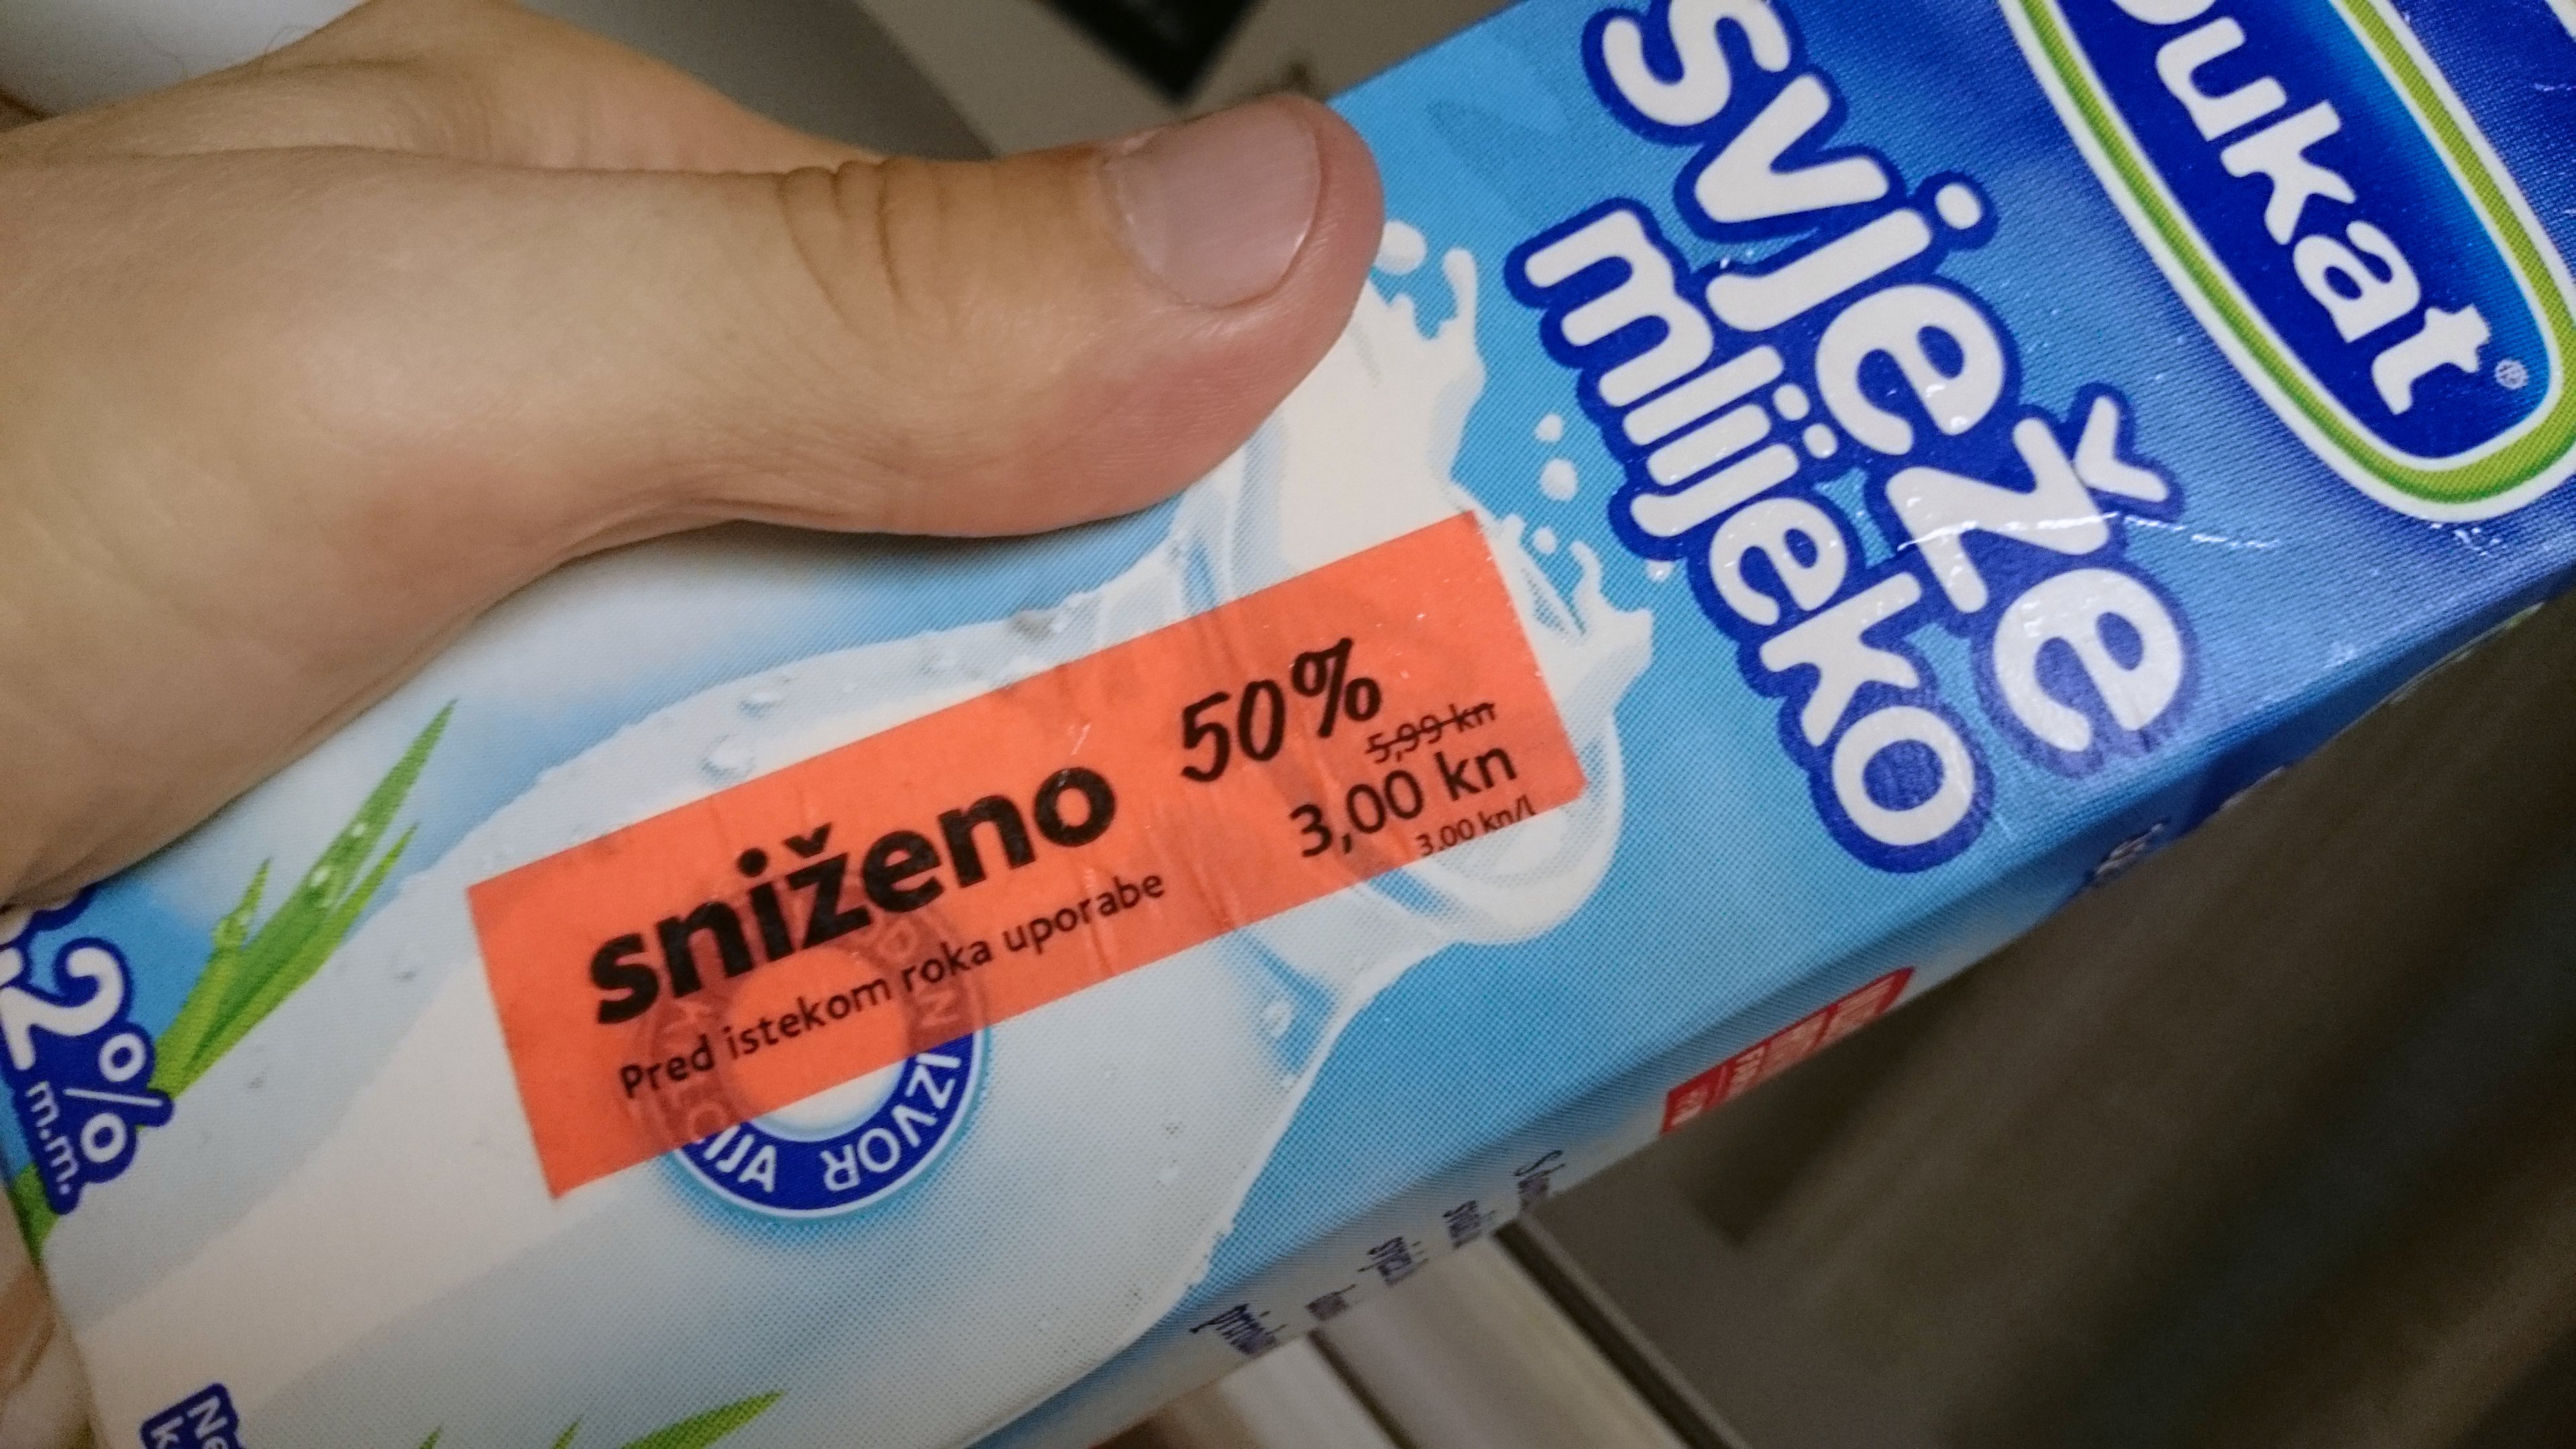 Dukat®
svježe
mlijeko
sniženo 50%
5,99 kn
3,00 kn
3.00 kn/l
Pred istekom roka uporabe
IZVOR
2%
m.m.